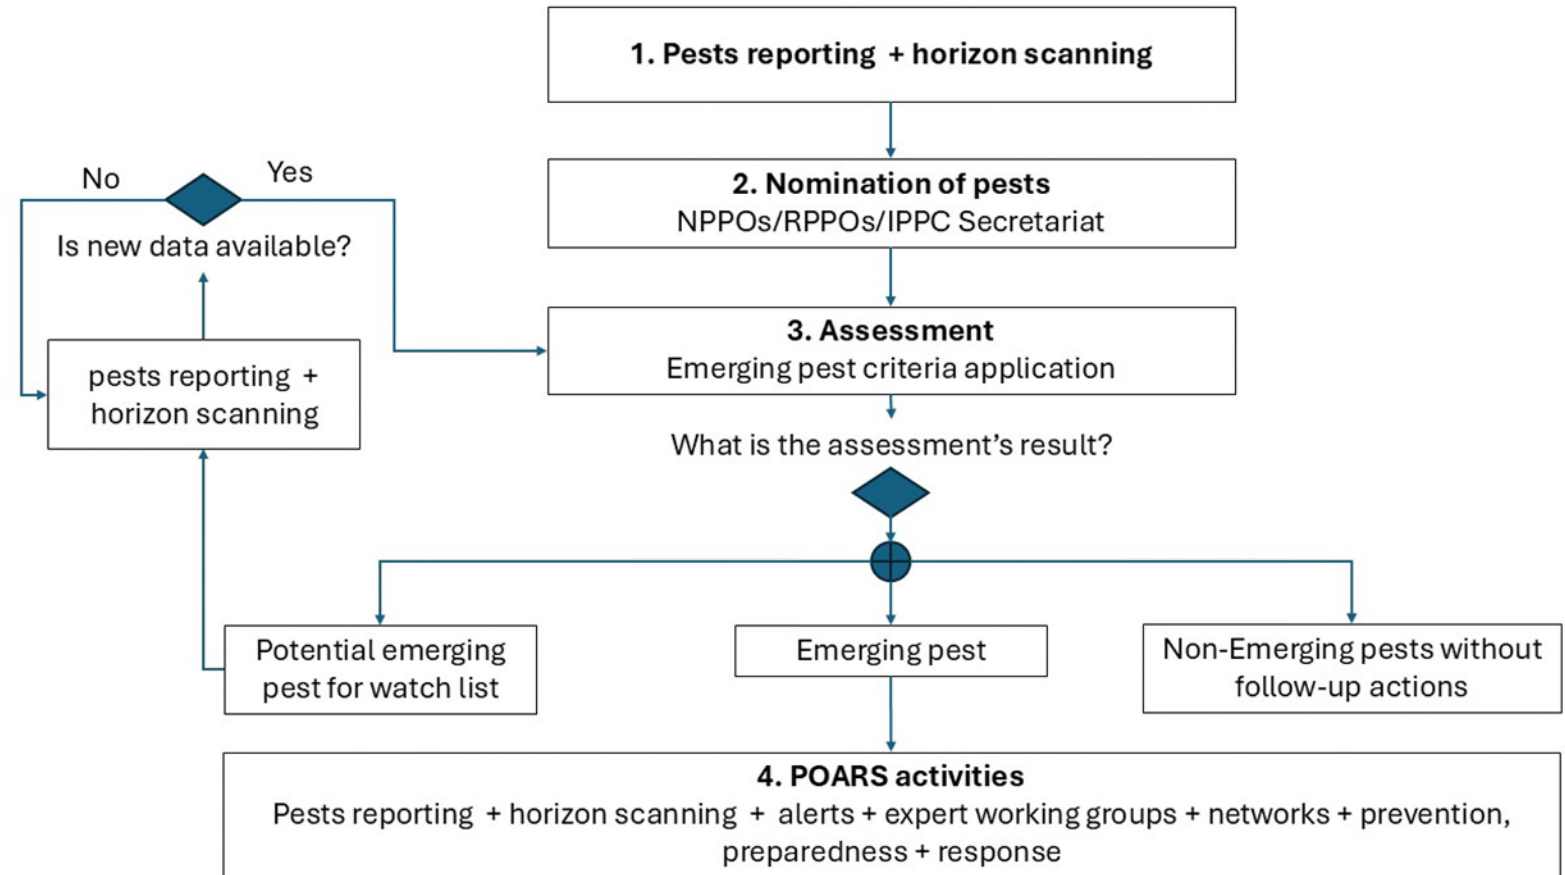 1. Pests reporting + horizon scanning
2. Nomination of pests
NPPOs/RPPOs/IPPC Secretariat
No
Yes
Is new data available?
3. Assessment
Emerging pest criteria application
pests reporting +
horizon scanning
What is the assessment’s result?
Potential emerging
pest for watch list
Emerging pest
Non-Emerging pests without
follow-up actions
4. POARS activities
Pests reporting + horizon scanning + alerts + expert working groups + networks + prevention,
preparedness + response